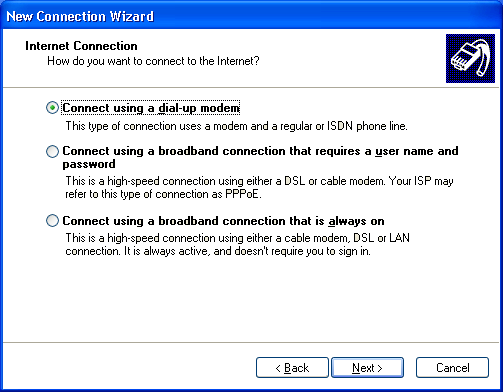 New Connection Wizard
Internet Connection
How do you want to connect to the Internet?
Connect using a dial-up modem
This type of connection uses a modem and a regular or ISDN phone line.
Connect using a broadband connection that requires a user name and
password
This is a high-speed connection using either a DSL or cable modem. Your ISP may
refer to this type of connection as PPPoE.
Connect using a broadband connection that is always on
This is a high-speed connection using either a cable modem, DSL or LAN
connection. It is always active, and doesn't require you to sign in.
< Back Next > Cancel